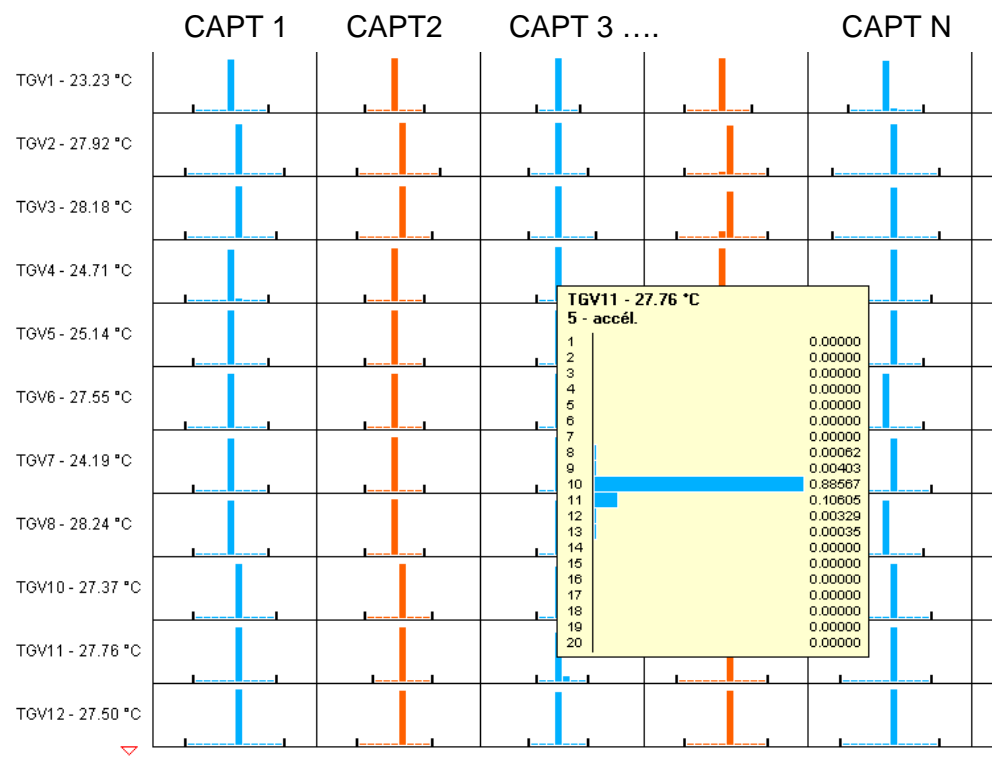 CAPT 1 CAPT2 CAPT 3 .... CAPT N
TGV1 - 23.23 °C
TGV2 - 27.92 °C
TGV3 - 28.18 °C
TGV4 - 24.71 °C
TGV5 - 25.14 °C
TGV6 - 27.55 °C
TGV7 - 24.19 °C
TGV8 - 28.24 °C
TGV10 - 27.37 °C
TGV11 - 27.76 °C
TGV12 - 27.50 °C
TGV11 - 27.76 °C
5 - accél.
1 0.00000
2 0.00000
3 0.00000
4 0.00000
5 0.00000
6 0.00000
7 0.00000
8 0.00062
9 0.00403
10 0.88567
11 0.10605
12 0.00329
13 0.00035
14 0.00000
15 0.00000
16 0.00000
17 0.00000
18 0.00000
19 0.00000
20 0.00000